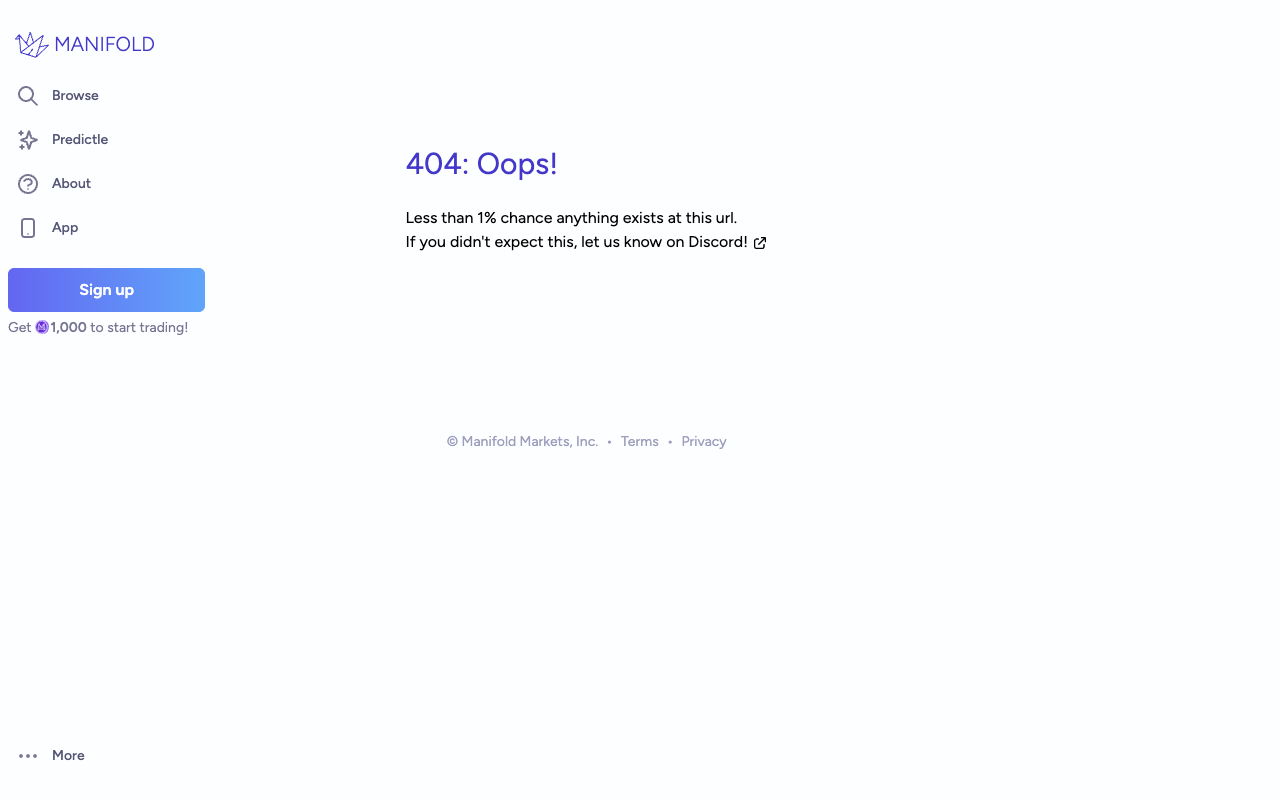 MANIFOLD
Browse
Predictle
About
App
Sign up
Get 1,000 to start trading!
404: Oops!
Less than 1% chance anything exists at this url.
If you didn't expect this, let us know on Discord!
© Manifold Markets, Inc. • Terms • Privacy
More